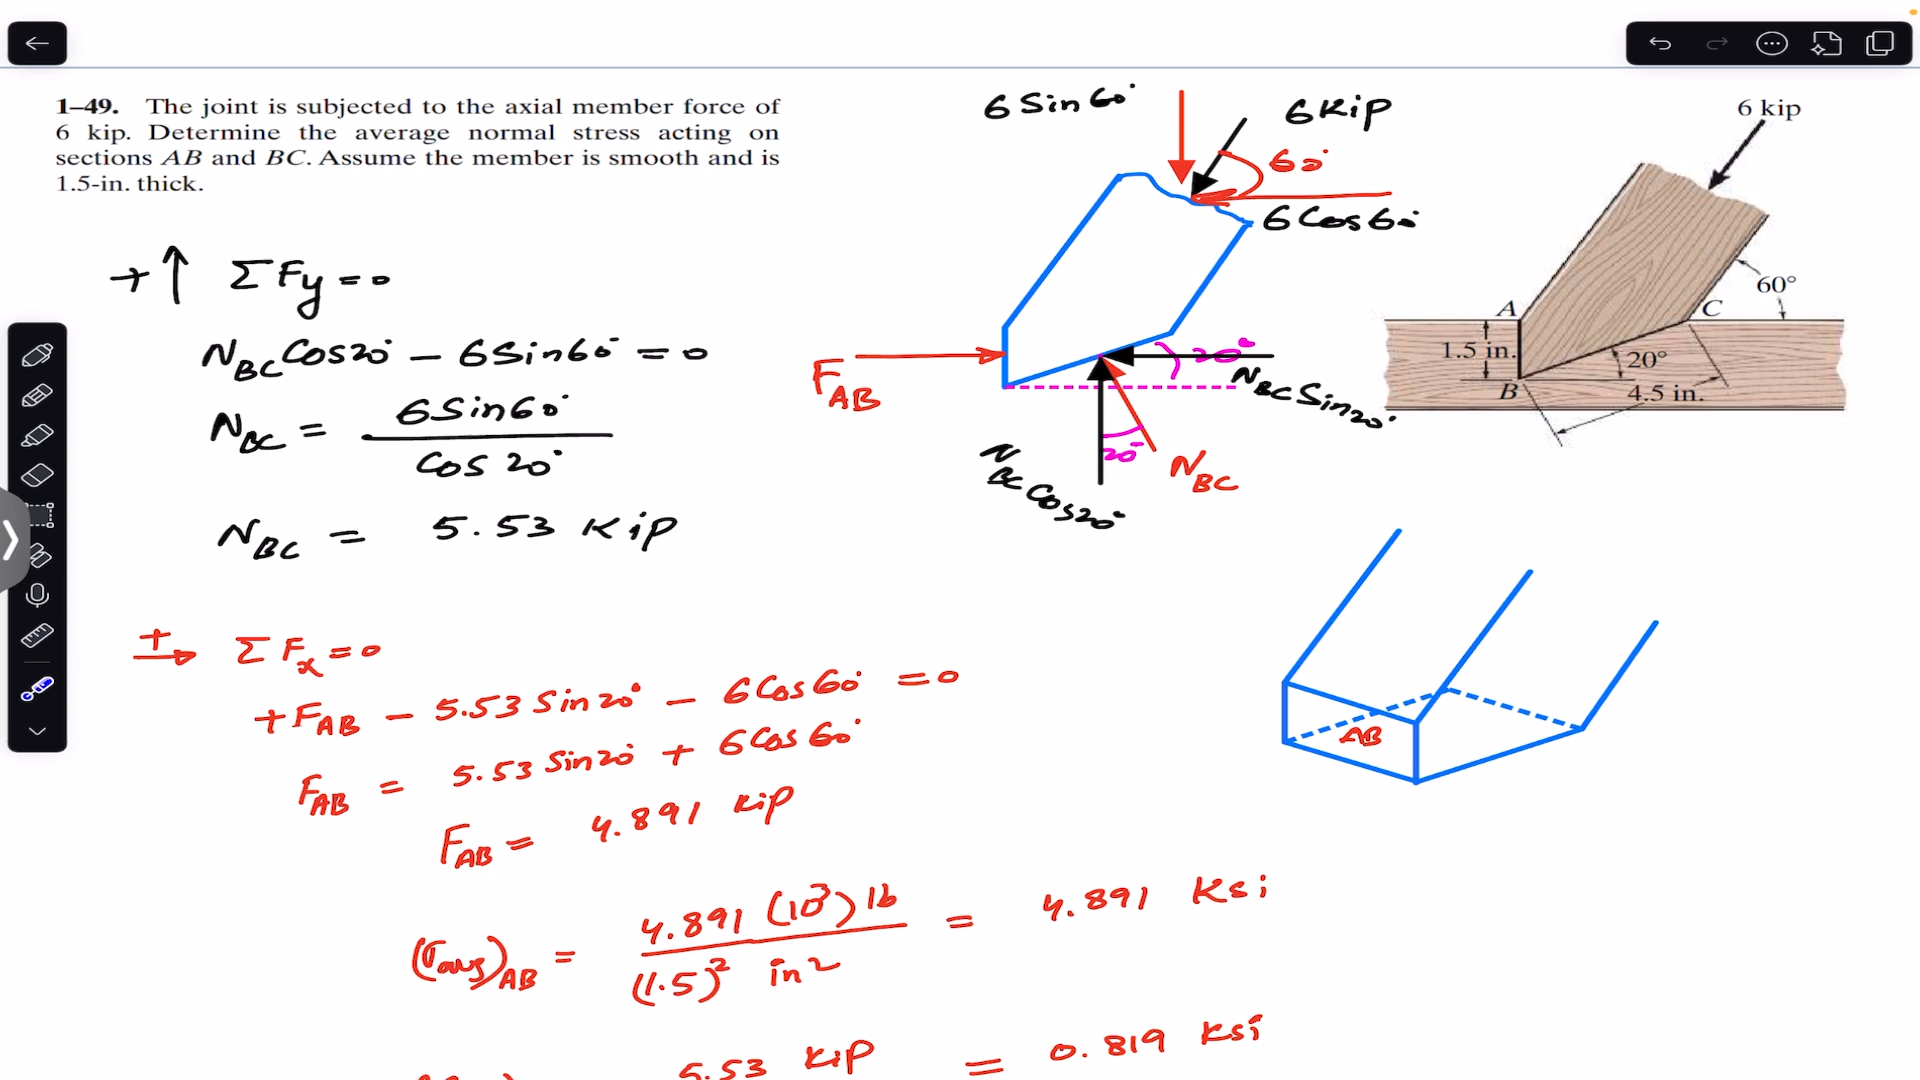 1–49. The joint is subjected to the axial member force of
6 kip. Determine the average normal stress acting on
sections AB and BC. Assume the member is smooth and is
1.5-in. thick.
+↑ ΣFy = 0
N_BC Cos20° - 6Sin60° = 0
N_BC = 6Sin60° / Cos 20°
N_BC = 5.53 Kip
6 Sin60°
6 Kip
60°
6 Cos60°
F_AB
20°
N_BC Sin20°
20°
N_BC
N_BC Cos20°
6 kip
60°
A
C
1.5 in.
20°
B
4.5 in.
+→ ΣFx = 0
+F_AB - 5.53 Sin20° - 6Cos60° = 0
F_AB = 5.53 Sin20° + 6Cos60°
F_AB = 4.891 Kip
AB
(σavg)_AB = 4.891 (10³) lb / (1.5)² in² = 4.891 Ksi
5.53 Kip = 0.819 Ksi